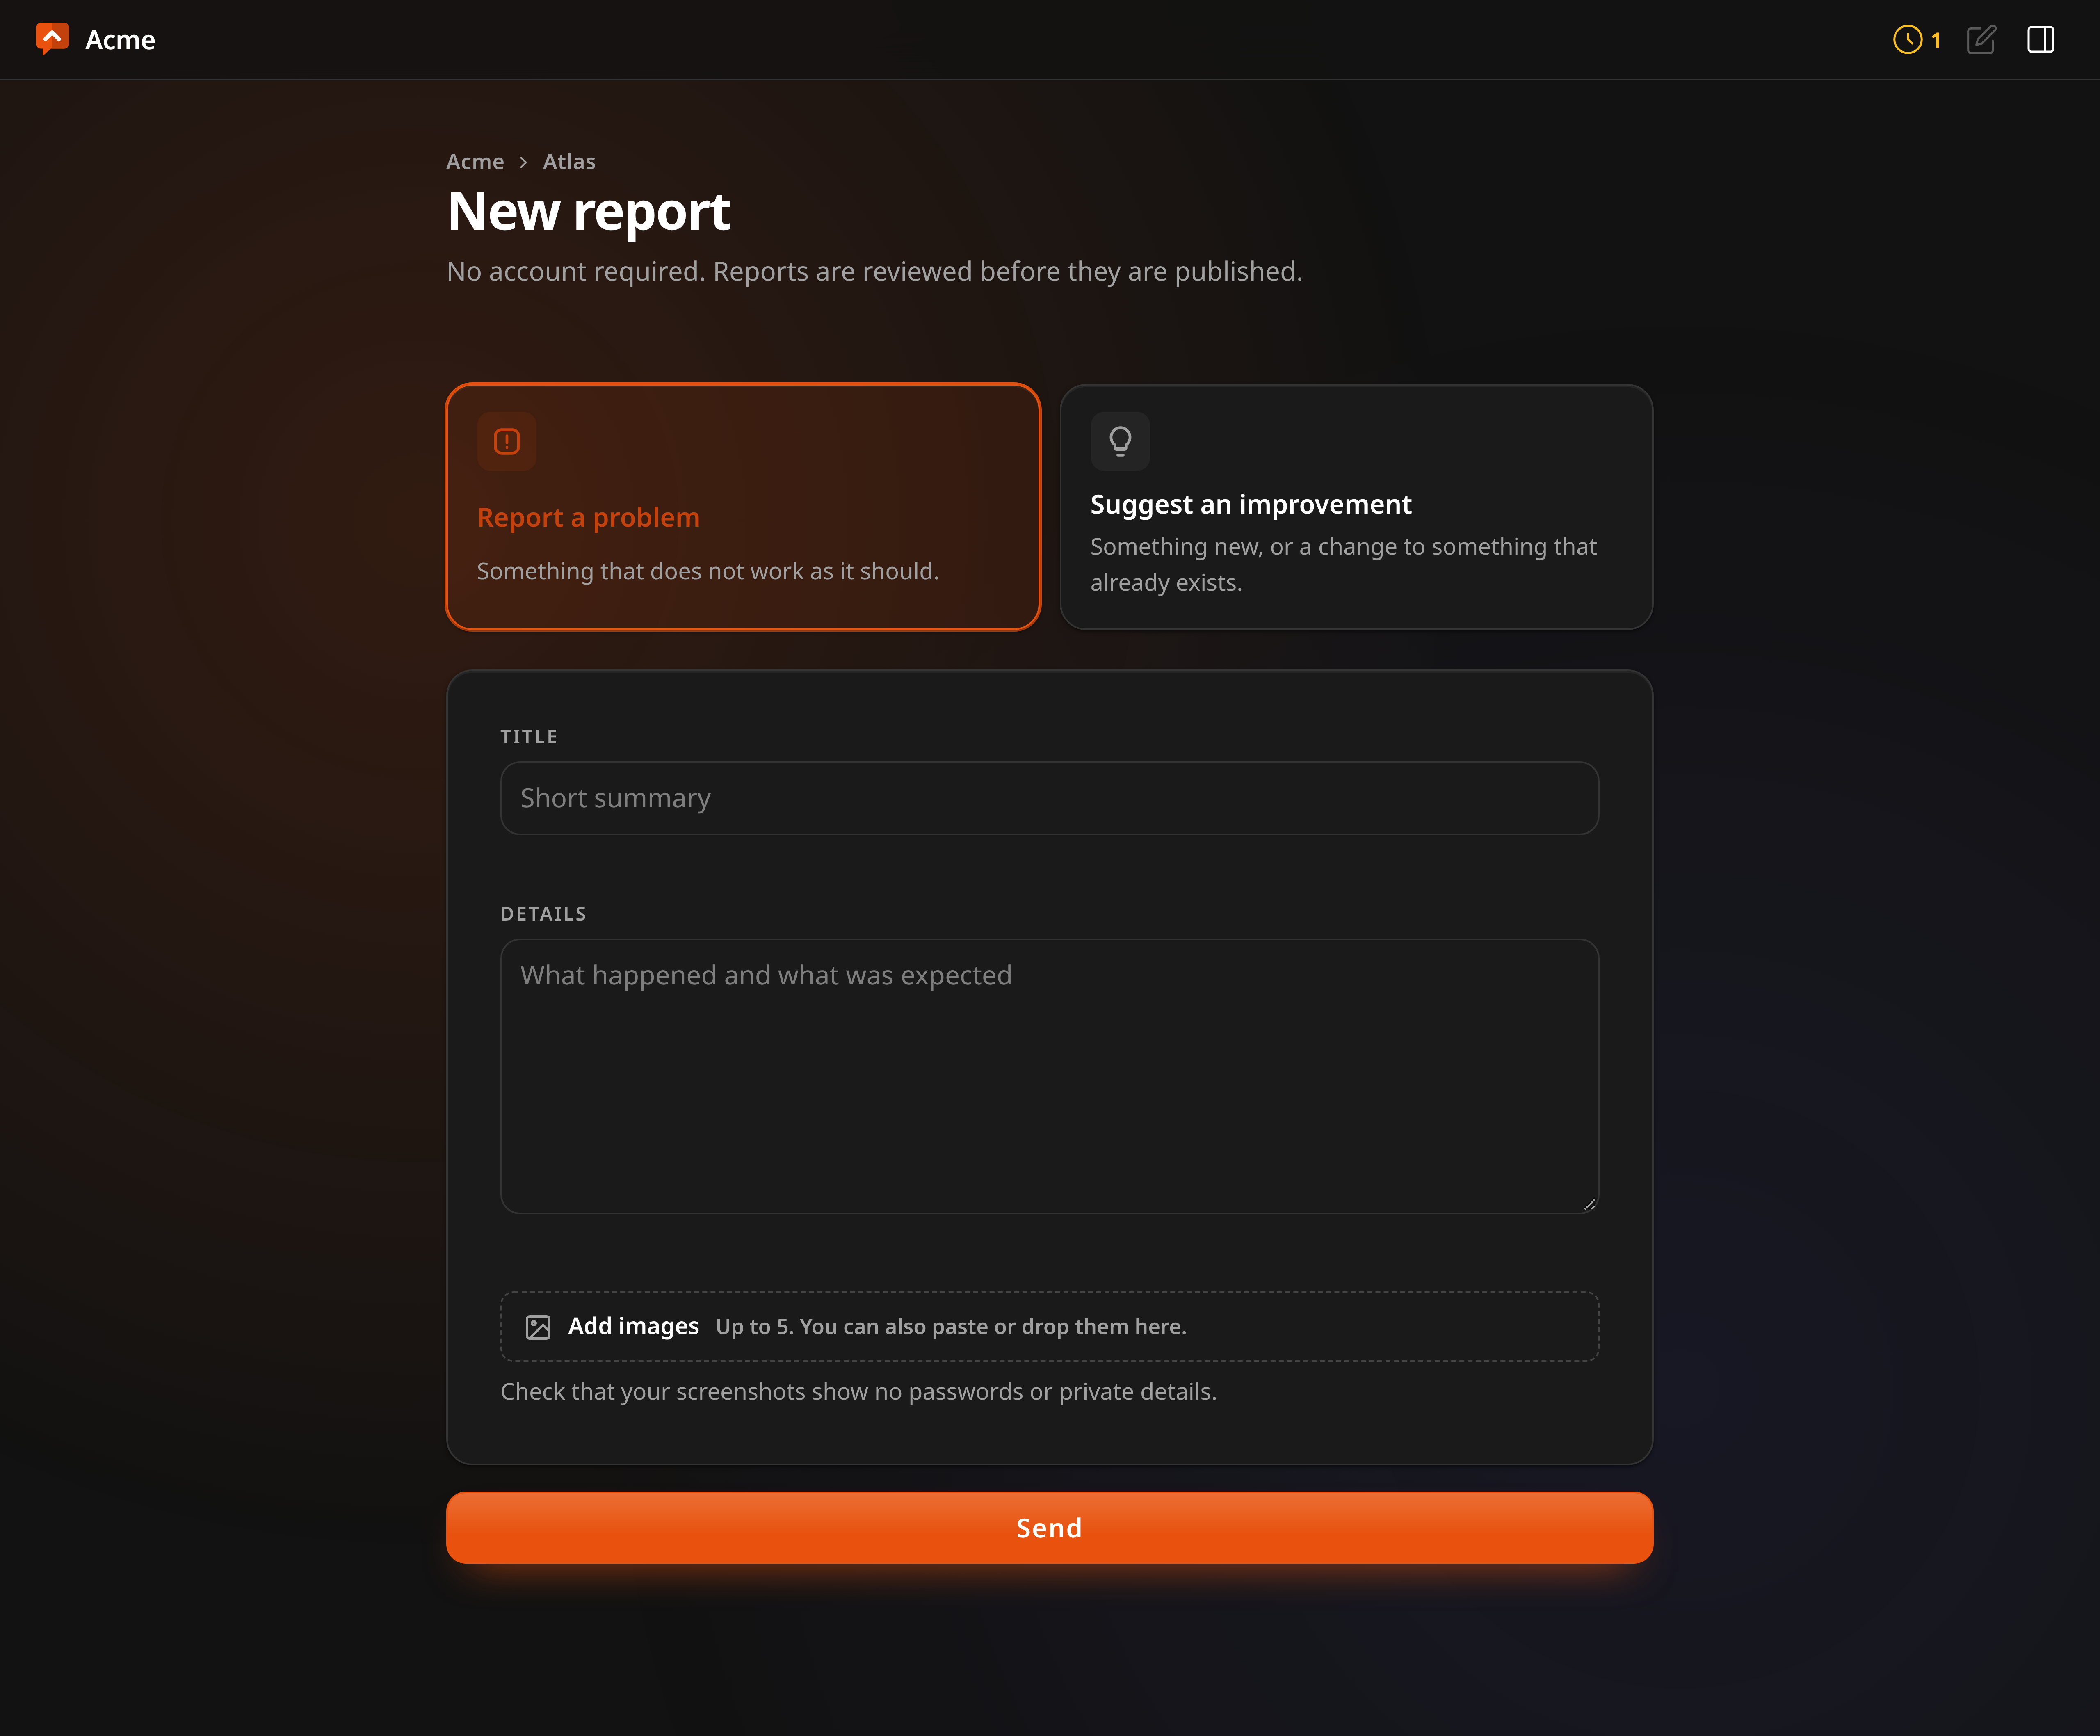 Acme
1
Acme > Atlas
New report
No account required. Reports are reviewed before they are published.
Report a problem
Something that does not work as it should.
Suggest an improvement
Something new, or a change to something that
already exists.
TITLE
Short summary
DETAILS
What happened and what was expected
Add images Up to 5. You can also paste or drop them here.
Check that your screenshots show no passwords or private details.
Send